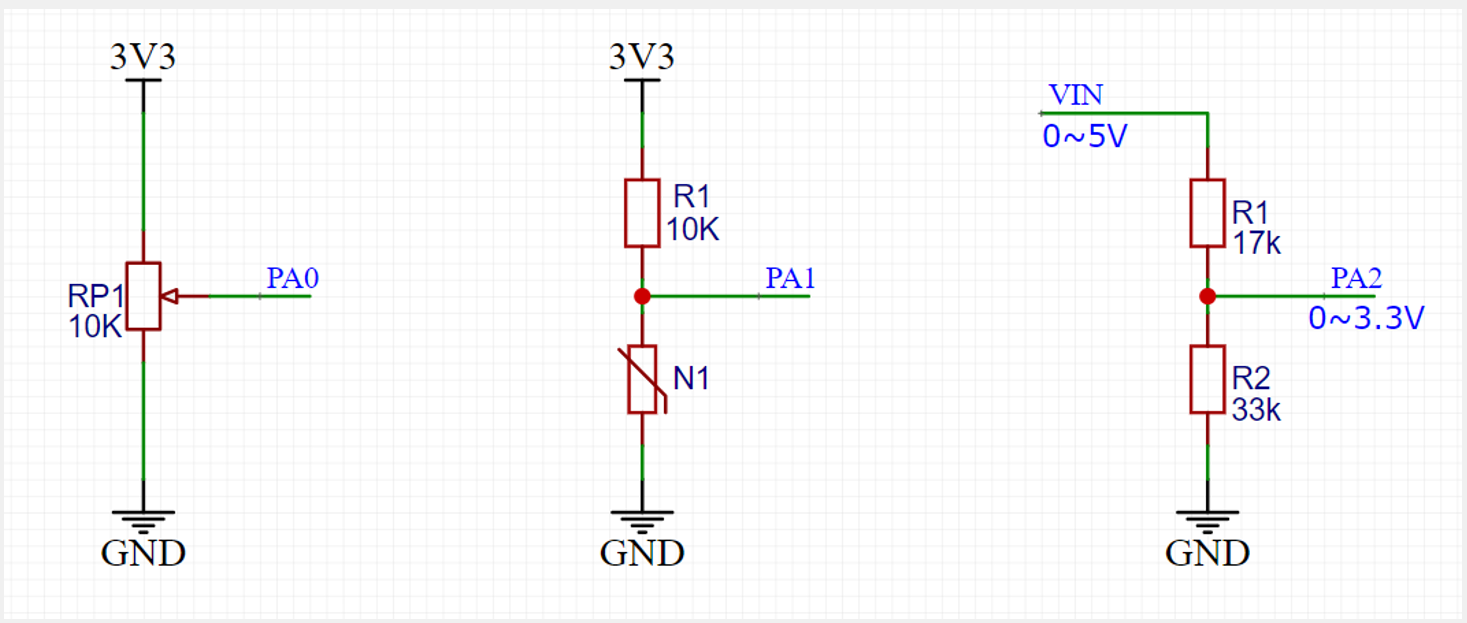 3V3
RP1
10K
PA0
GND
3V3
R1
10K
PA1
N1
GND
VIN
0~5V
R1
17k
PA2
0~3.3V
R2
33k
GND